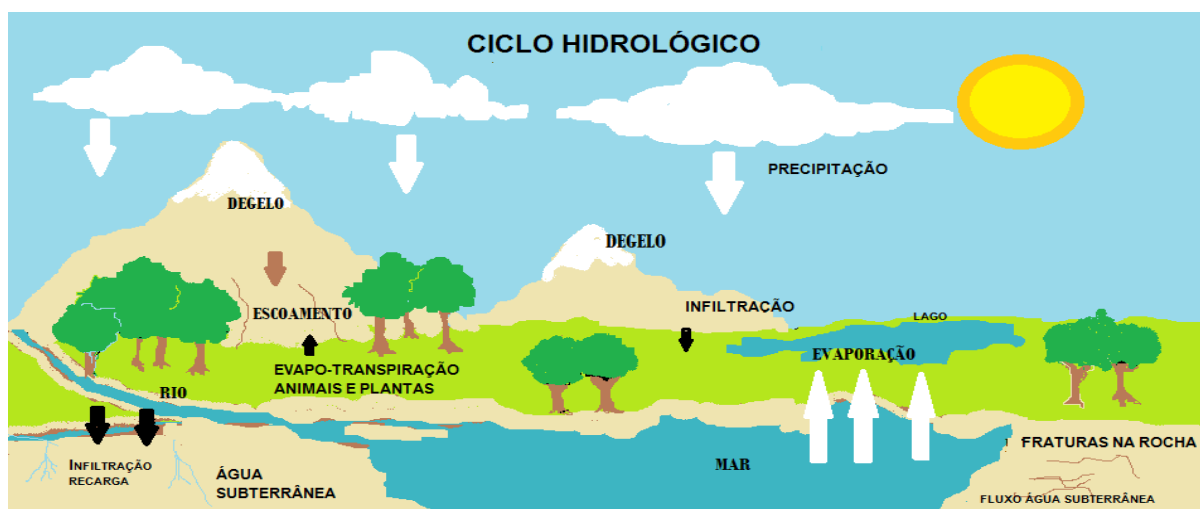 CICLO HIDROLÓGICO
PRECIPITAÇÃO
DEGELO
DEGELO
INFILTRAÇÃO
ESCOAMENTO
LAGO
EVAPORAÇÃO
EVAPO-TRANSPIRAÇÃO
ANIMAIS E PLANTAS
RIO
FRATURAS NA ROCHA
MAR
INFILTRAÇÃO
RECARGA
ÁGUA
SUBTERRÂNEA
FLUXO ÁGUA SUBTERRÂNEA